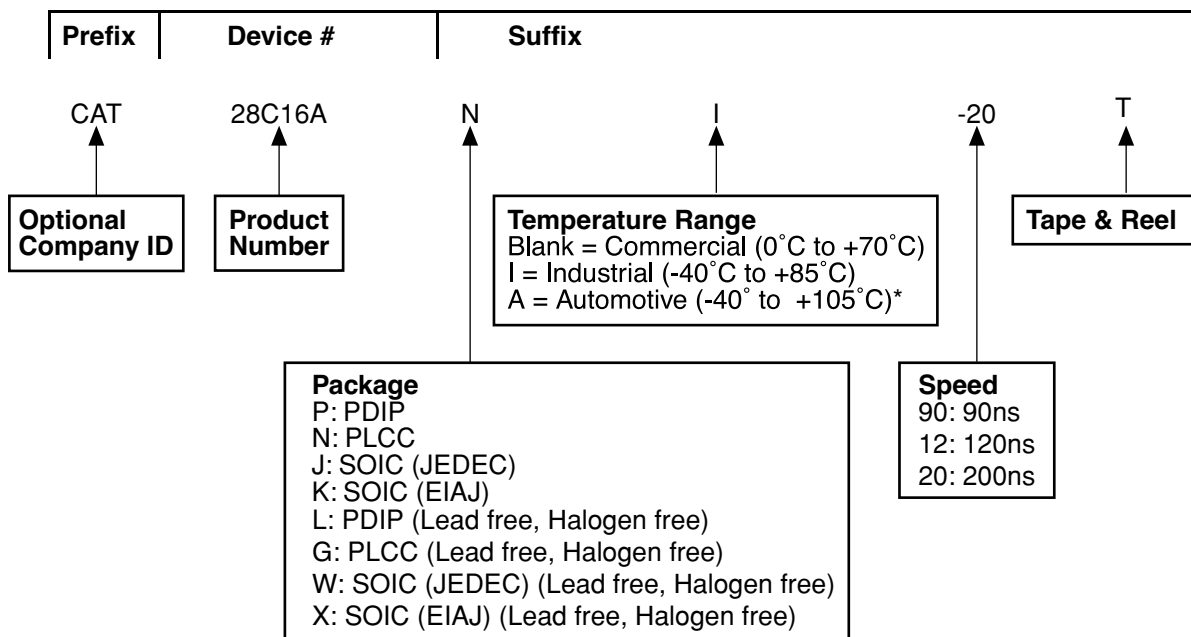 Prefix Device # Suffix
CAT 28C16A N I -20 T
Optional
Company ID
Product
Number
Temperature Range
Blank = Commercial (0˚C to +70˚C)
I = Industrial (-40˚C to +85˚C)
A = Automotive (-40˚ to +105˚C)*
Tape & Reel
Package
P: PDIP
N: PLCC
J: SOIC (JEDEC)
K: SOIC (EIAJ)
L: PDIP (Lead free, Halogen free)
G: PLCC (Lead free, Halogen free)
W: SOIC (JEDEC) (Lead free, Halogen free)
X: SOIC (EIAJ) (Lead free, Halogen free)
Speed
90: 90ns
12: 120ns
20: 200ns